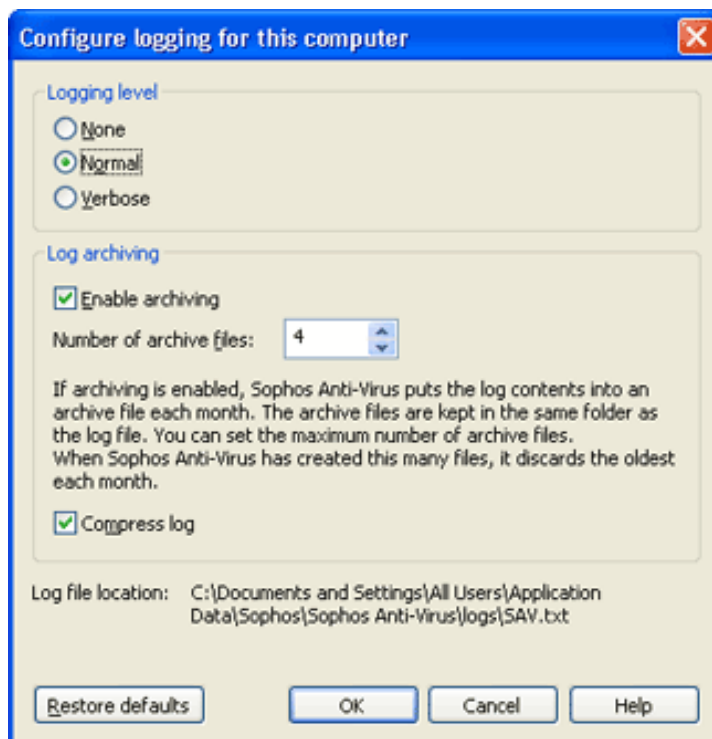 Configure logging for this computer
Logging level
None
Normal
Verbose
Log archiving
Enable archiving
Number of archive files: 4
If archiving is enabled, Sophos Anti-Virus puts the log contents into an
archive file each month. The archive files are kept in the same folder as
the log file. You can set the maximum number of archive files.
When Sophos Anti-Virus has created this many files, it discards the oldest
each month.
Compress log
Log file location: C:\Documents and Settings\All Users\Application
Data\Sophos\Sophos Anti-Virus\logs\SAV.txt
Restore defaults OK Cancel Help